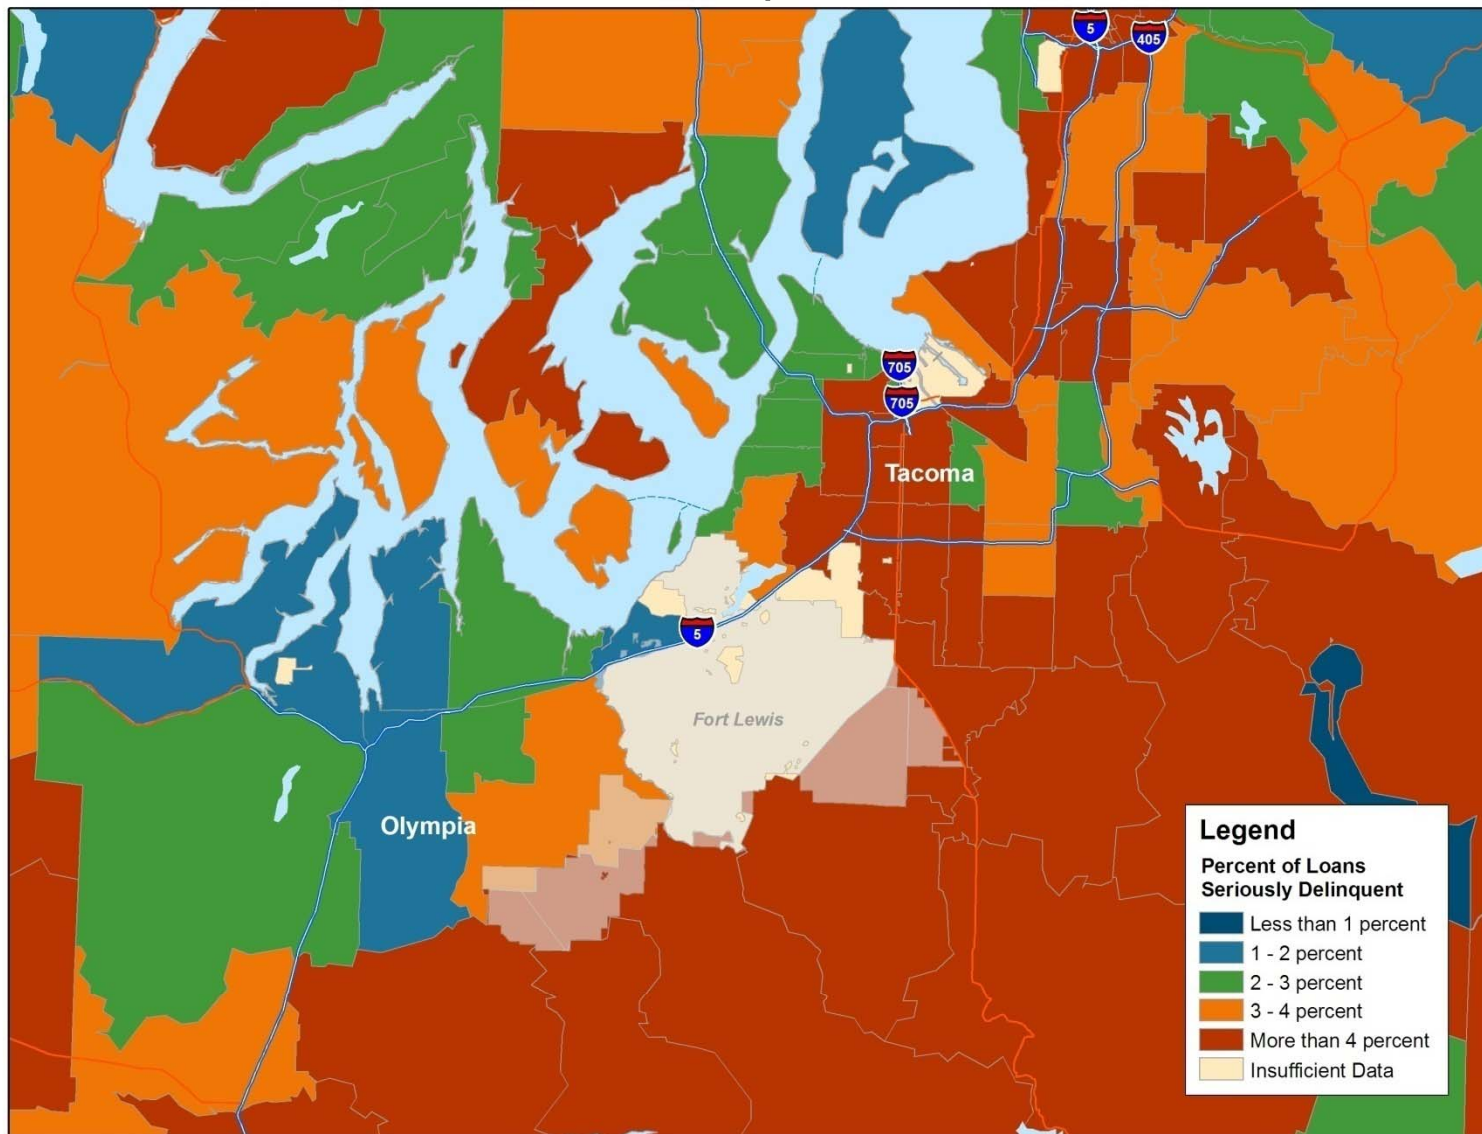 5
405
705
705
Tacoma
5
Fort Lewis
Olympia
Legend
Percent of Loans
Seriously Delinquent
Less than 1 percent
1 - 2 percent
2 - 3 percent
3 - 4 percent
More than 4 percent
Insufficient Data